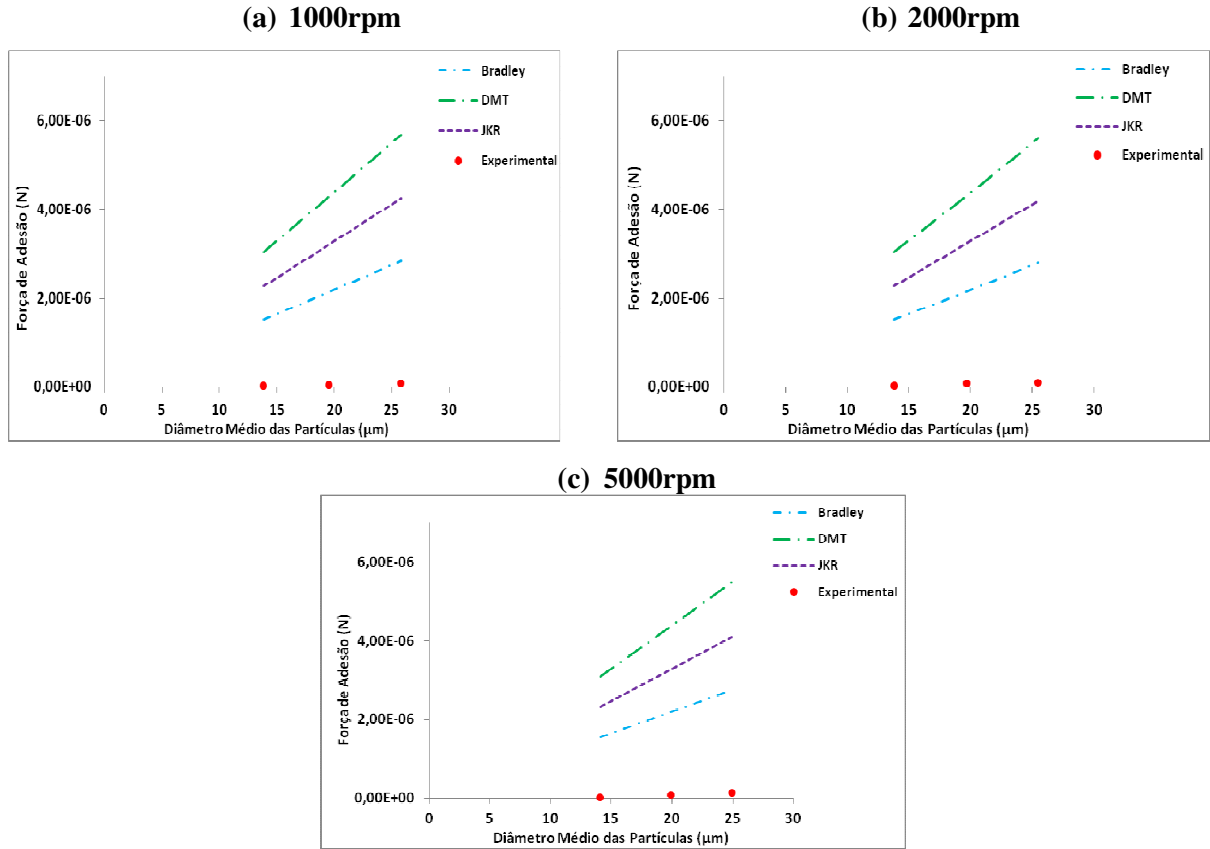 (a) 1000rpm
Bradley
DMT
JKR
Experimental
6,00E-06
4,00E-06
2,00E-06
0,00E+00
Força de Adesão (N)
0 5 10 15 20 25 30
Diâmetro Médio das Partículas (µm)
(b) 2000rpm
Bradley
DMT
JKR
Experimental
6,00E-06
4,00E-06
2,00E-06
0,00E+00
Força de Adesão (N)
0 5 10 15 20 25 30
Diâmetro Médio das Partículas (µm)
(c) 5000rpm
Bradley
DMT
JKR
Experimental
6,00E-06
4,00E-06
2,00E-06
0,00E+00
Força de Adesão (N)
0 5 10 15 20 25 30
Diâmetro Médio das Partículas (µm)